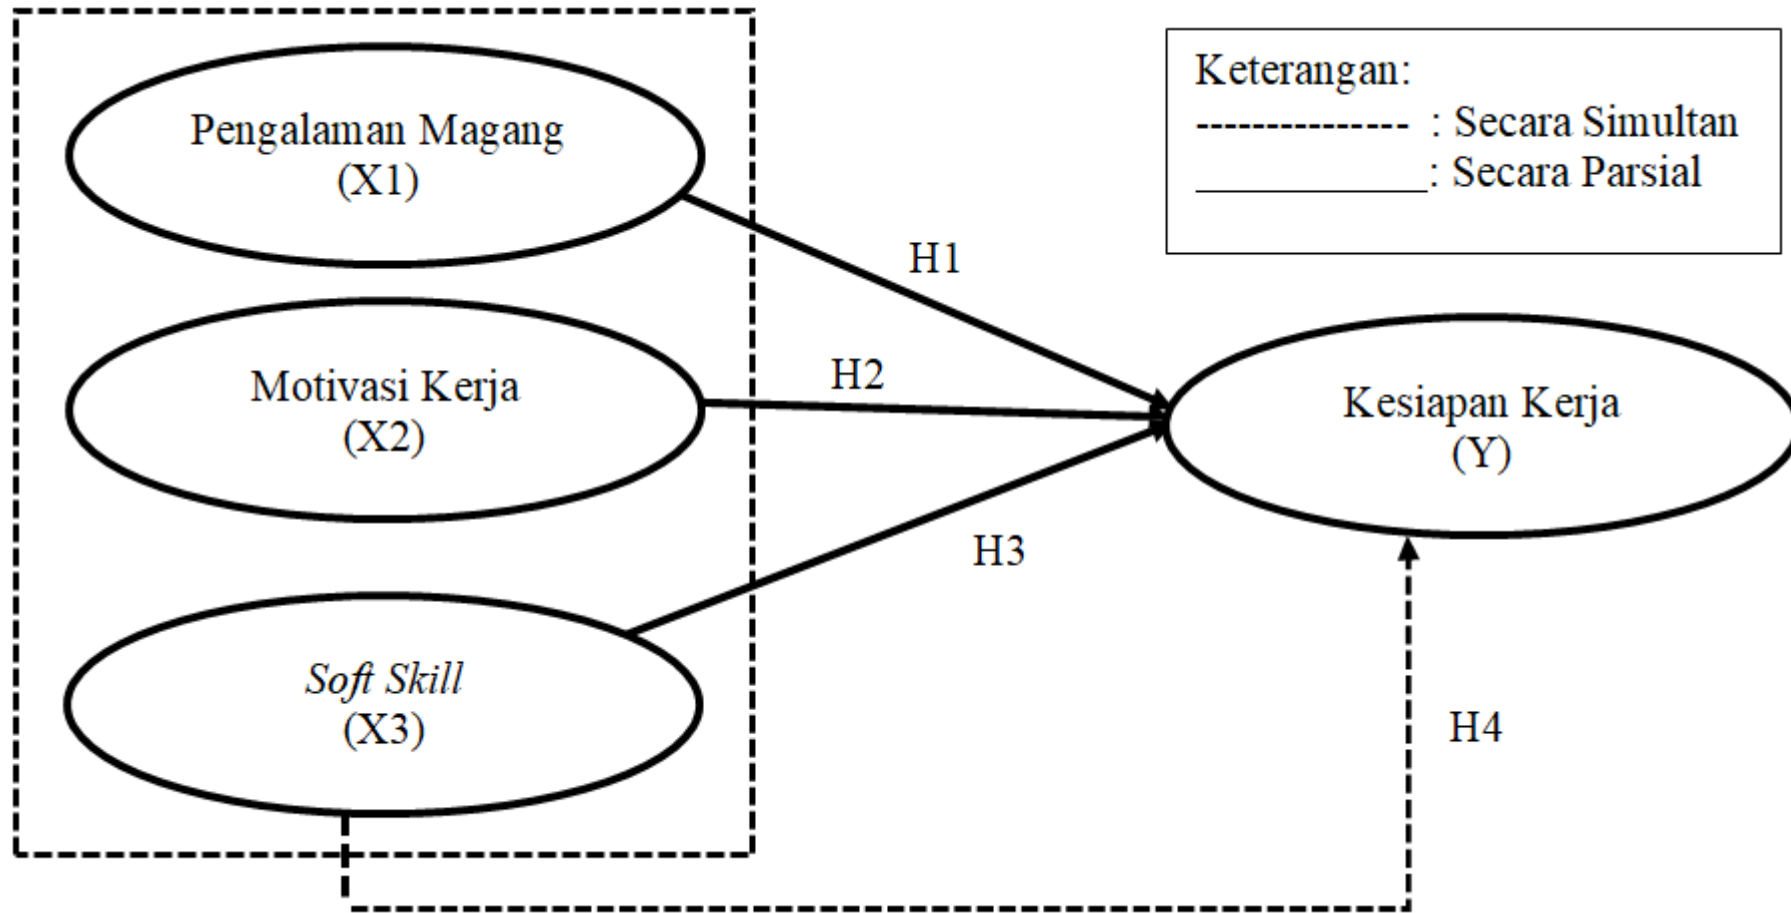 Pengalaman Magang
(X1)
Keterangan:
--------------- : Secara Simultan
___________: Secara Parsial
H1
Motivasi Kerja
(X2)
H2
Kesiapan Kerja
(Y)
H3
Soft Skill
(X3)
H4